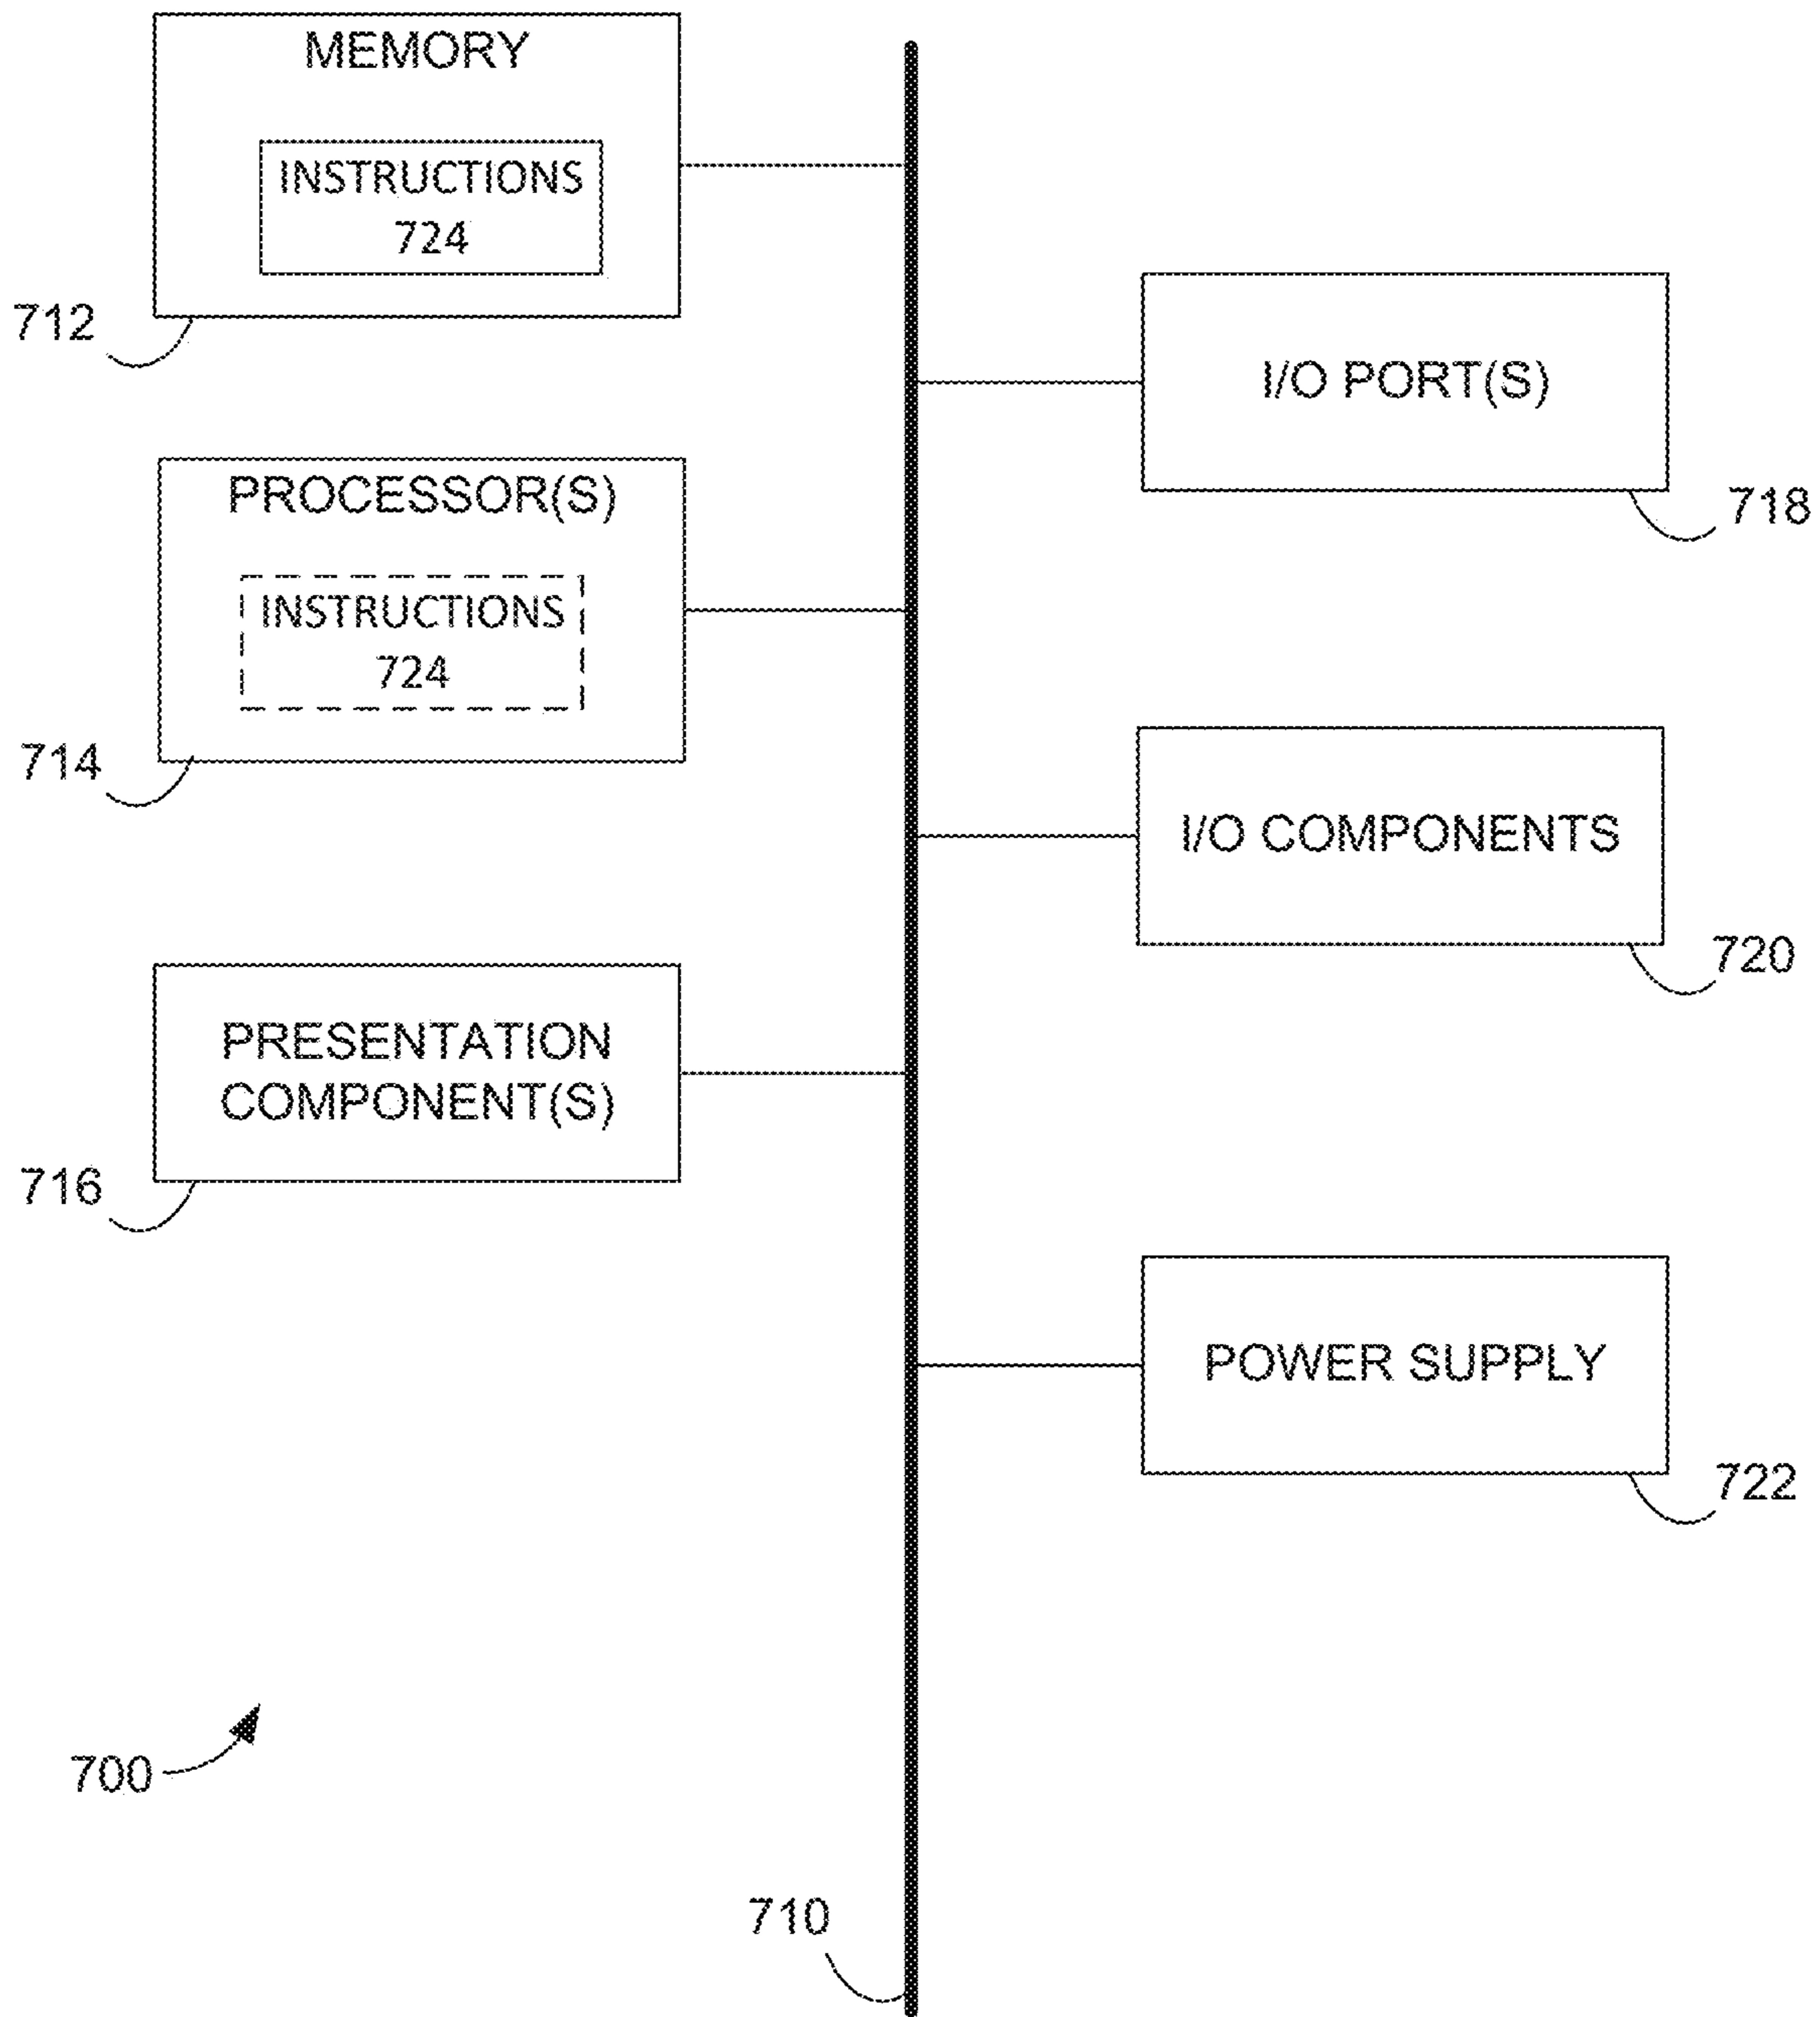 MEMORY
INSTRUCTIONS
724
712
I/O PORT(S)
718
PROCESSOR(S)
INSTRUCTIONS
724
714
I/O COMPONENTS
720
PRESENTATION
COMPONENT(S)
716
POWER SUPPLY
722
700
710